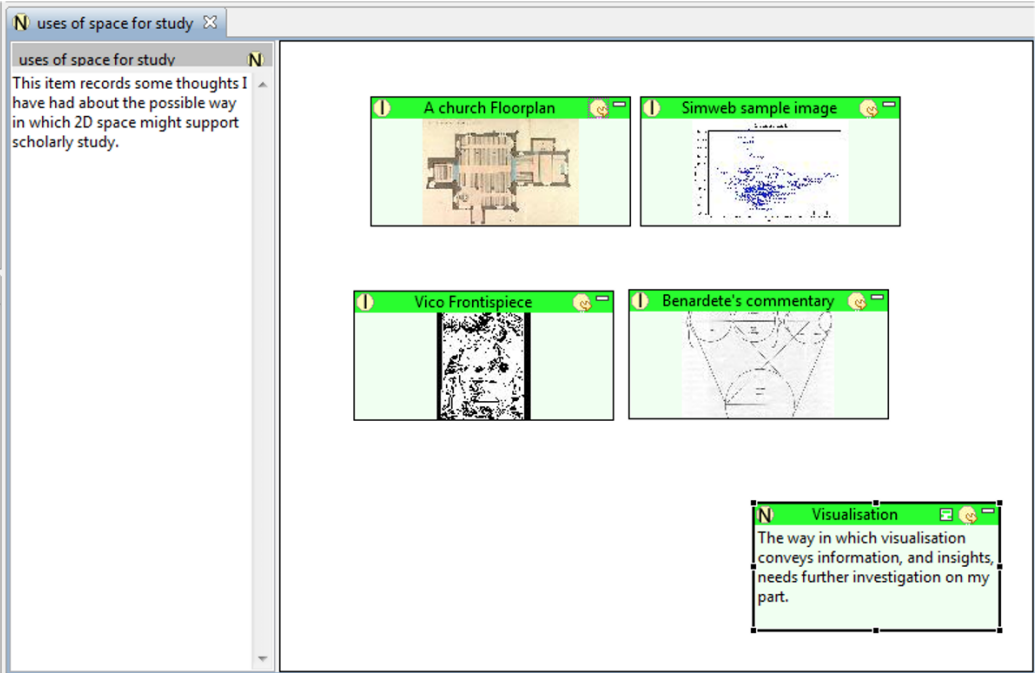 N uses of space for study
uses of space for study N
This item records some thoughts I
have had about the possible way
in which 2D space might support
scholarly study.
I A church Floorplan
I Simweb sample image
I Vico Frontispiece
I Benardete's commentary
N Visualisation
The way in which visualisation
conveys information, and insights,
needs further investigation on my
part.